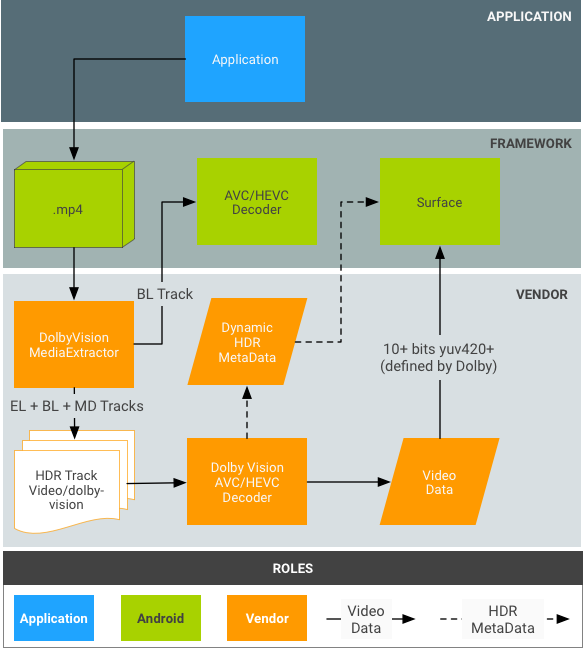 APPLICATION
Application
FRAMEWORK
.mp4
AVC/HEVC
Decoder
Surface
VENDOR
BL Track
DolbyVision
MediaExtractor
Dynamic
HDR
MetaData
10+ bits yuv420+
(defined by Dolby)
EL + BL + MD Tracks
HDR Track
Video/dolby-
vision
Dolby Vision
AVC/HEVC
Decoder
Video
Data
ROLES
Application
Android
Vendor
Video
Data
HDR
MetaData